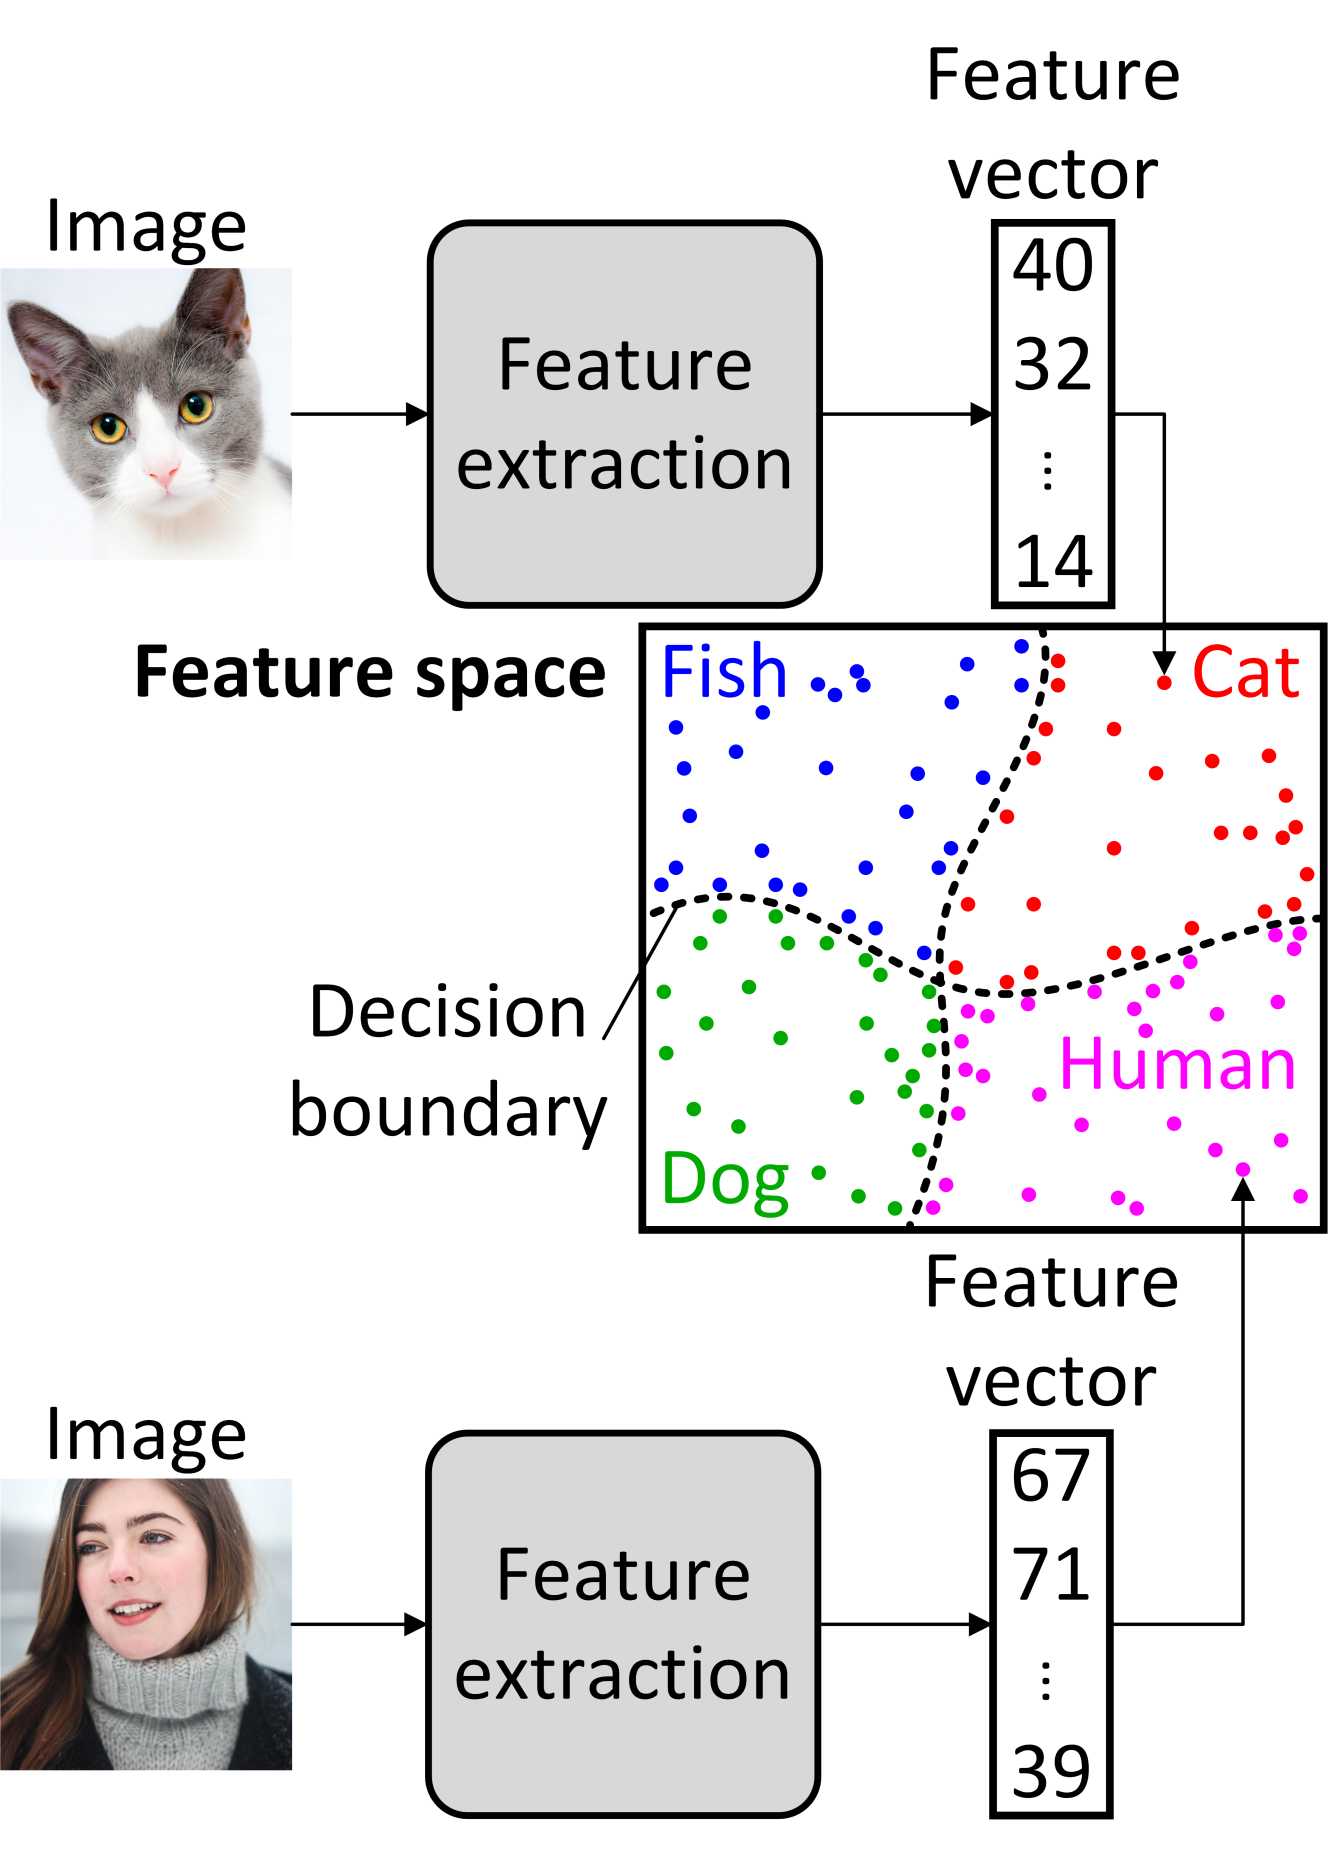 Feature
vector
Image
Feature
extraction
40
32
⋮
14
Feature space
Fish
Cat
Decision
boundary
Human
Dog
Feature
vector
Image
Feature
extraction
67
71
⋮
39